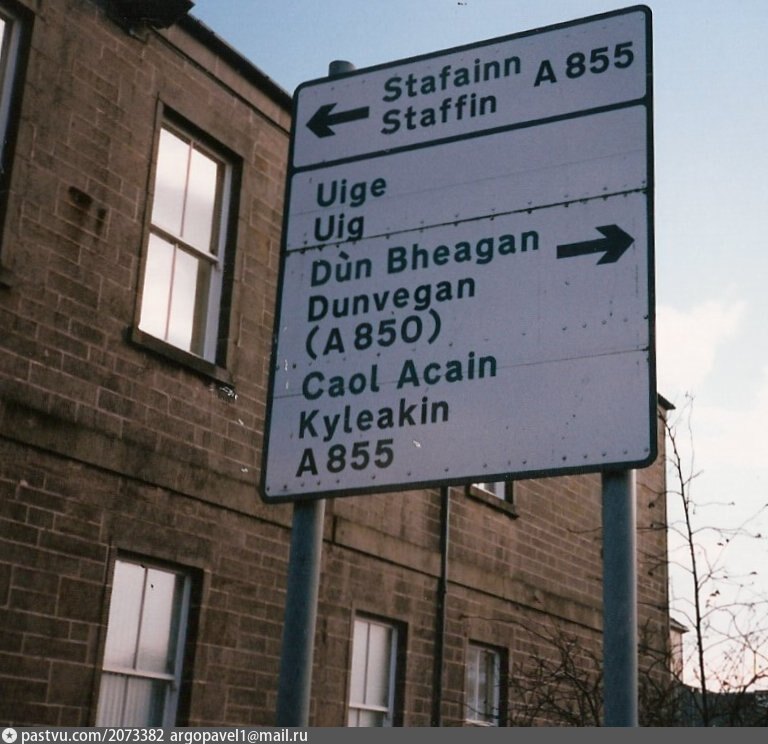 Stafainn
Staffin
A 855
Uige
Uig
Dùn Bheagan
Dunvegan
(A 850)
Caol Acain
Kyleakin
A 855
pastvu.com/2073382 argopavel1@mail.ru